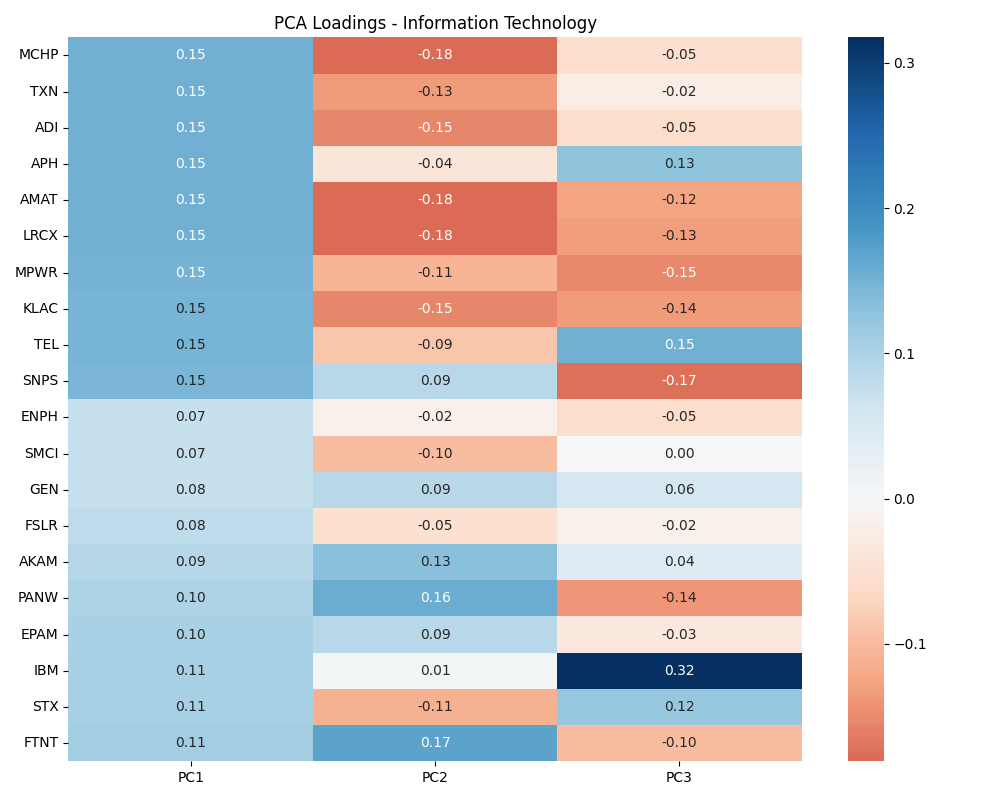 PCA Loadings - Information Technology
MCHP 0.15 -0.18 -0.05
TXN 0.15 -0.13 -0.02
ADI 0.15 -0.15 -0.05
APH 0.15 -0.04 0.13
AMAT 0.15 -0.18 -0.12
LRCX 0.15 -0.18 -0.13
MPWR 0.15 -0.11 -0.15
KLAC 0.15 -0.15 -0.14
TEL 0.15 -0.09 0.15
SNPS 0.15 0.09 -0.17
ENPH 0.07 -0.02 -0.05
SMCI 0.07 -0.10 0.00
GEN 0.08 0.09 0.06
FSLR 0.08 -0.05 -0.02
AKAM 0.09 0.13 0.04
PANW 0.10 0.16 -0.14
EPAM 0.10 0.09 -0.03
IBM 0.11 0.01 0.32
STX 0.11 -0.11 0.12
FTNT 0.11 0.17 -0.10
PC1 PC2 PC3
0.3
0.2
0.1
0.0
−0.1